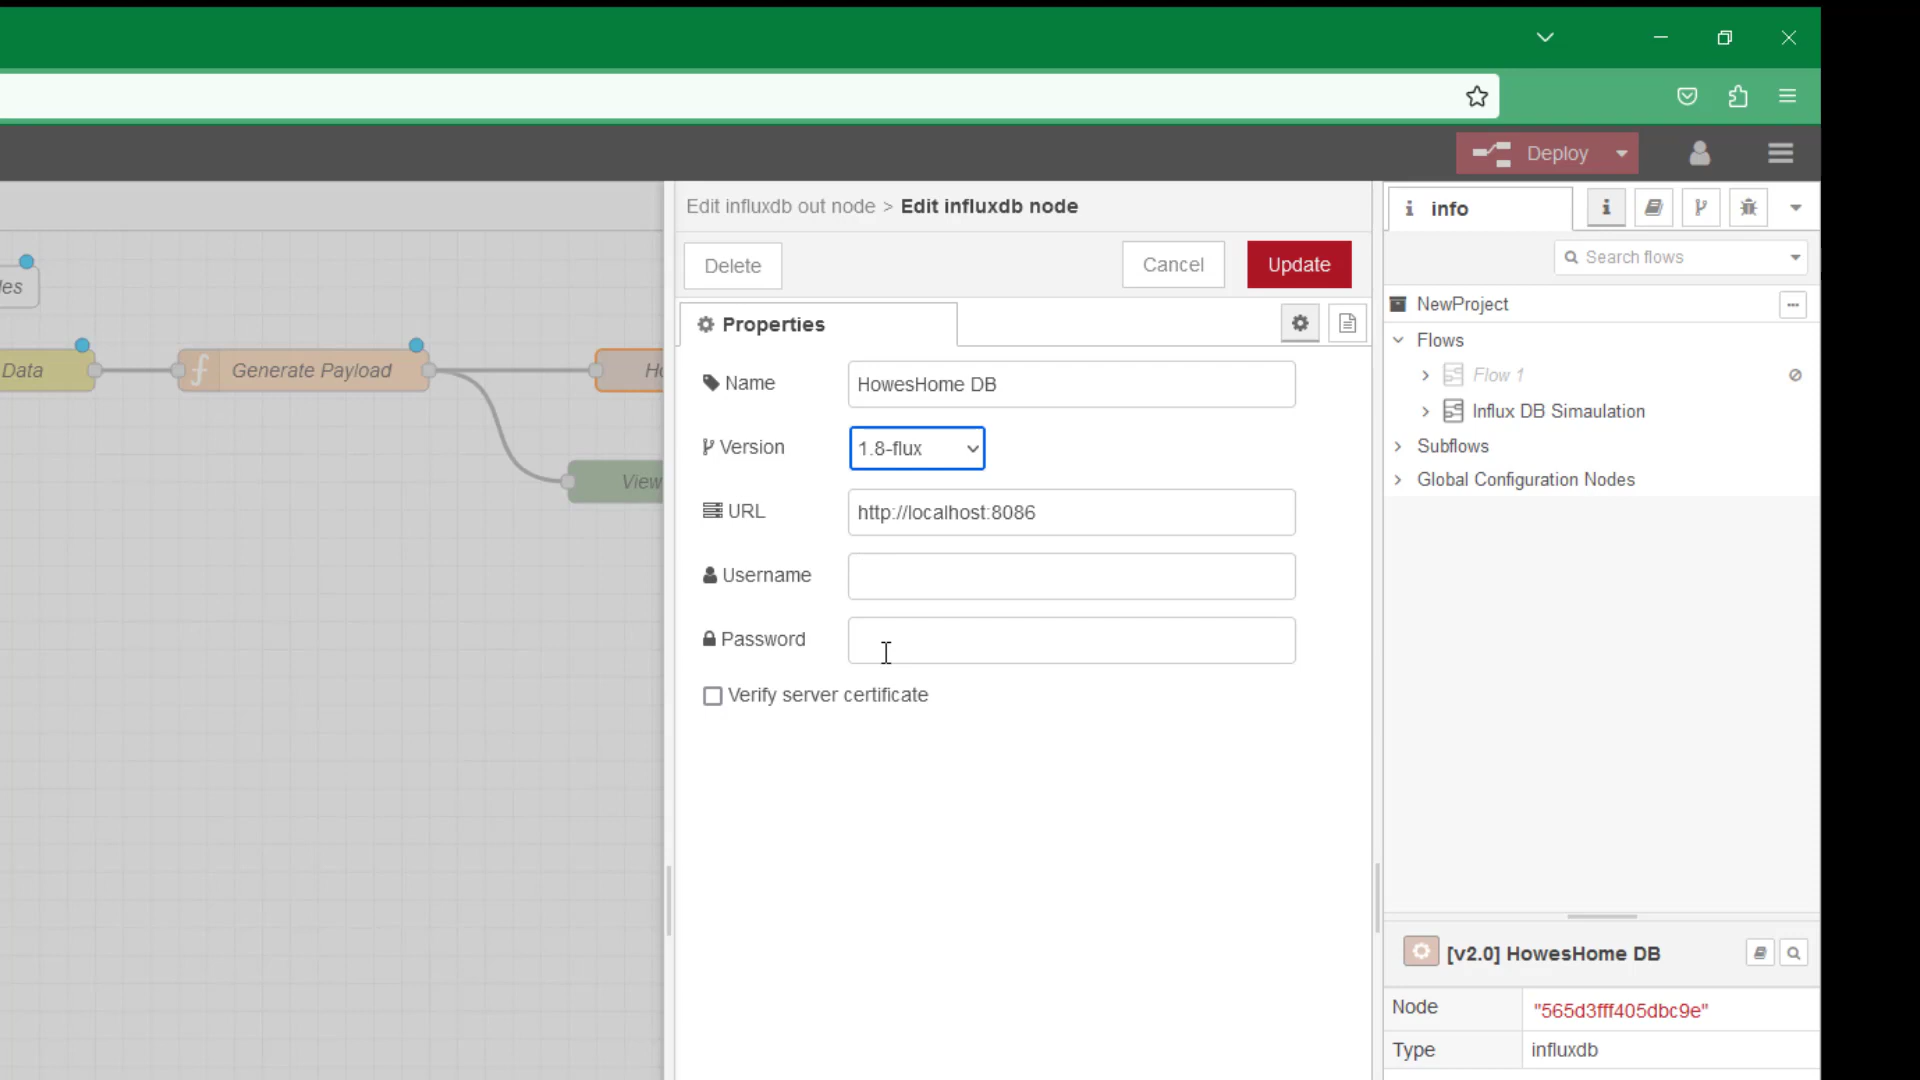 Deploy
Edit influxdb out node > Edit influxdb node
Delete
Cancel
Update
Properties
Name
HowesHome DB
Version
1.8-flux
URL
http://localhost:8086
Username
Password
Verify server certificate
Data
Generate Payload
View
i info
i
Search flows
NewProject
...
Flows
Flow 1
Influx DB Simaulation
Subflows
Global Configuration Nodes
[v2.0] HowesHome DB
Node
"565d3fff405dbc9e"
Type
influxdb